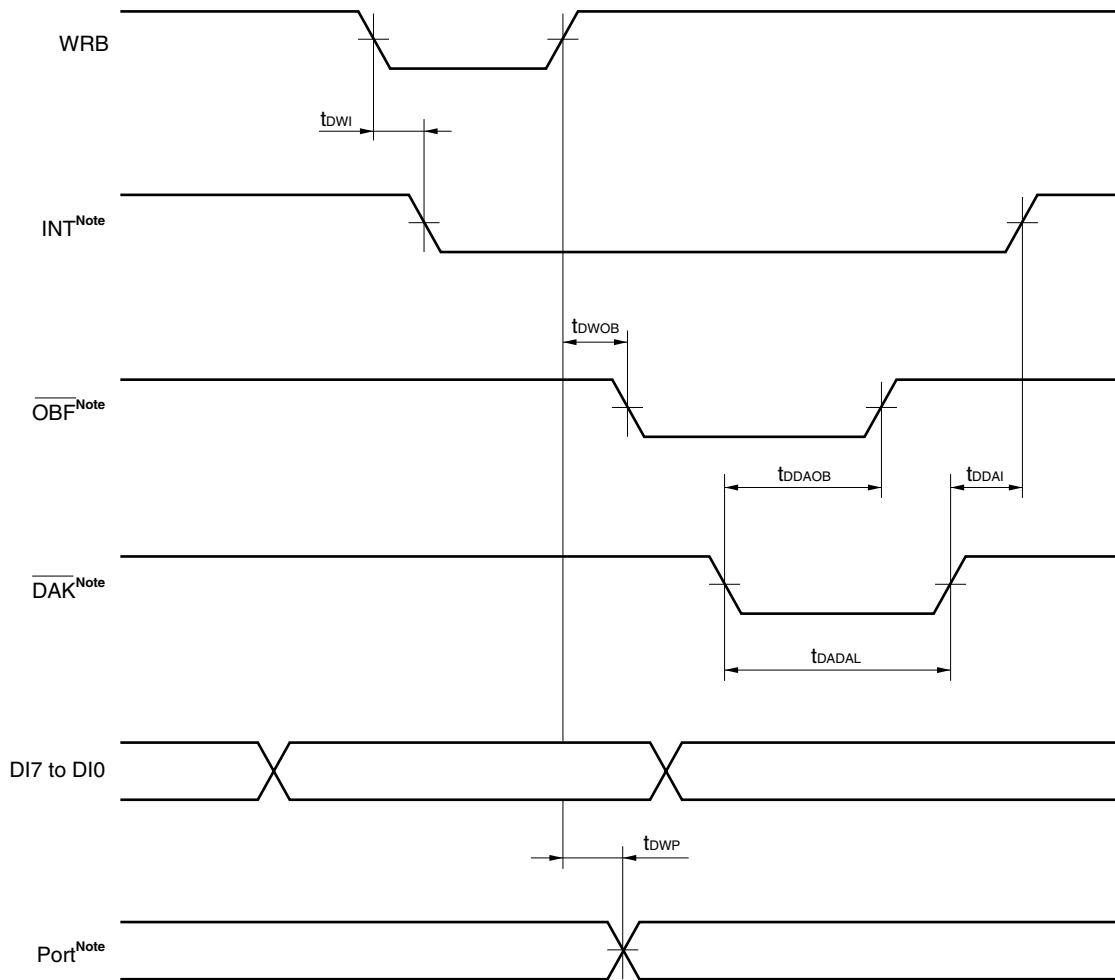 WRB
tDWI
INTNote
tDWOB
OBFNote
tDDAOB
tDDAI
DAKNote
tDADAL
DI7 to DI0
tDWP
PortNote